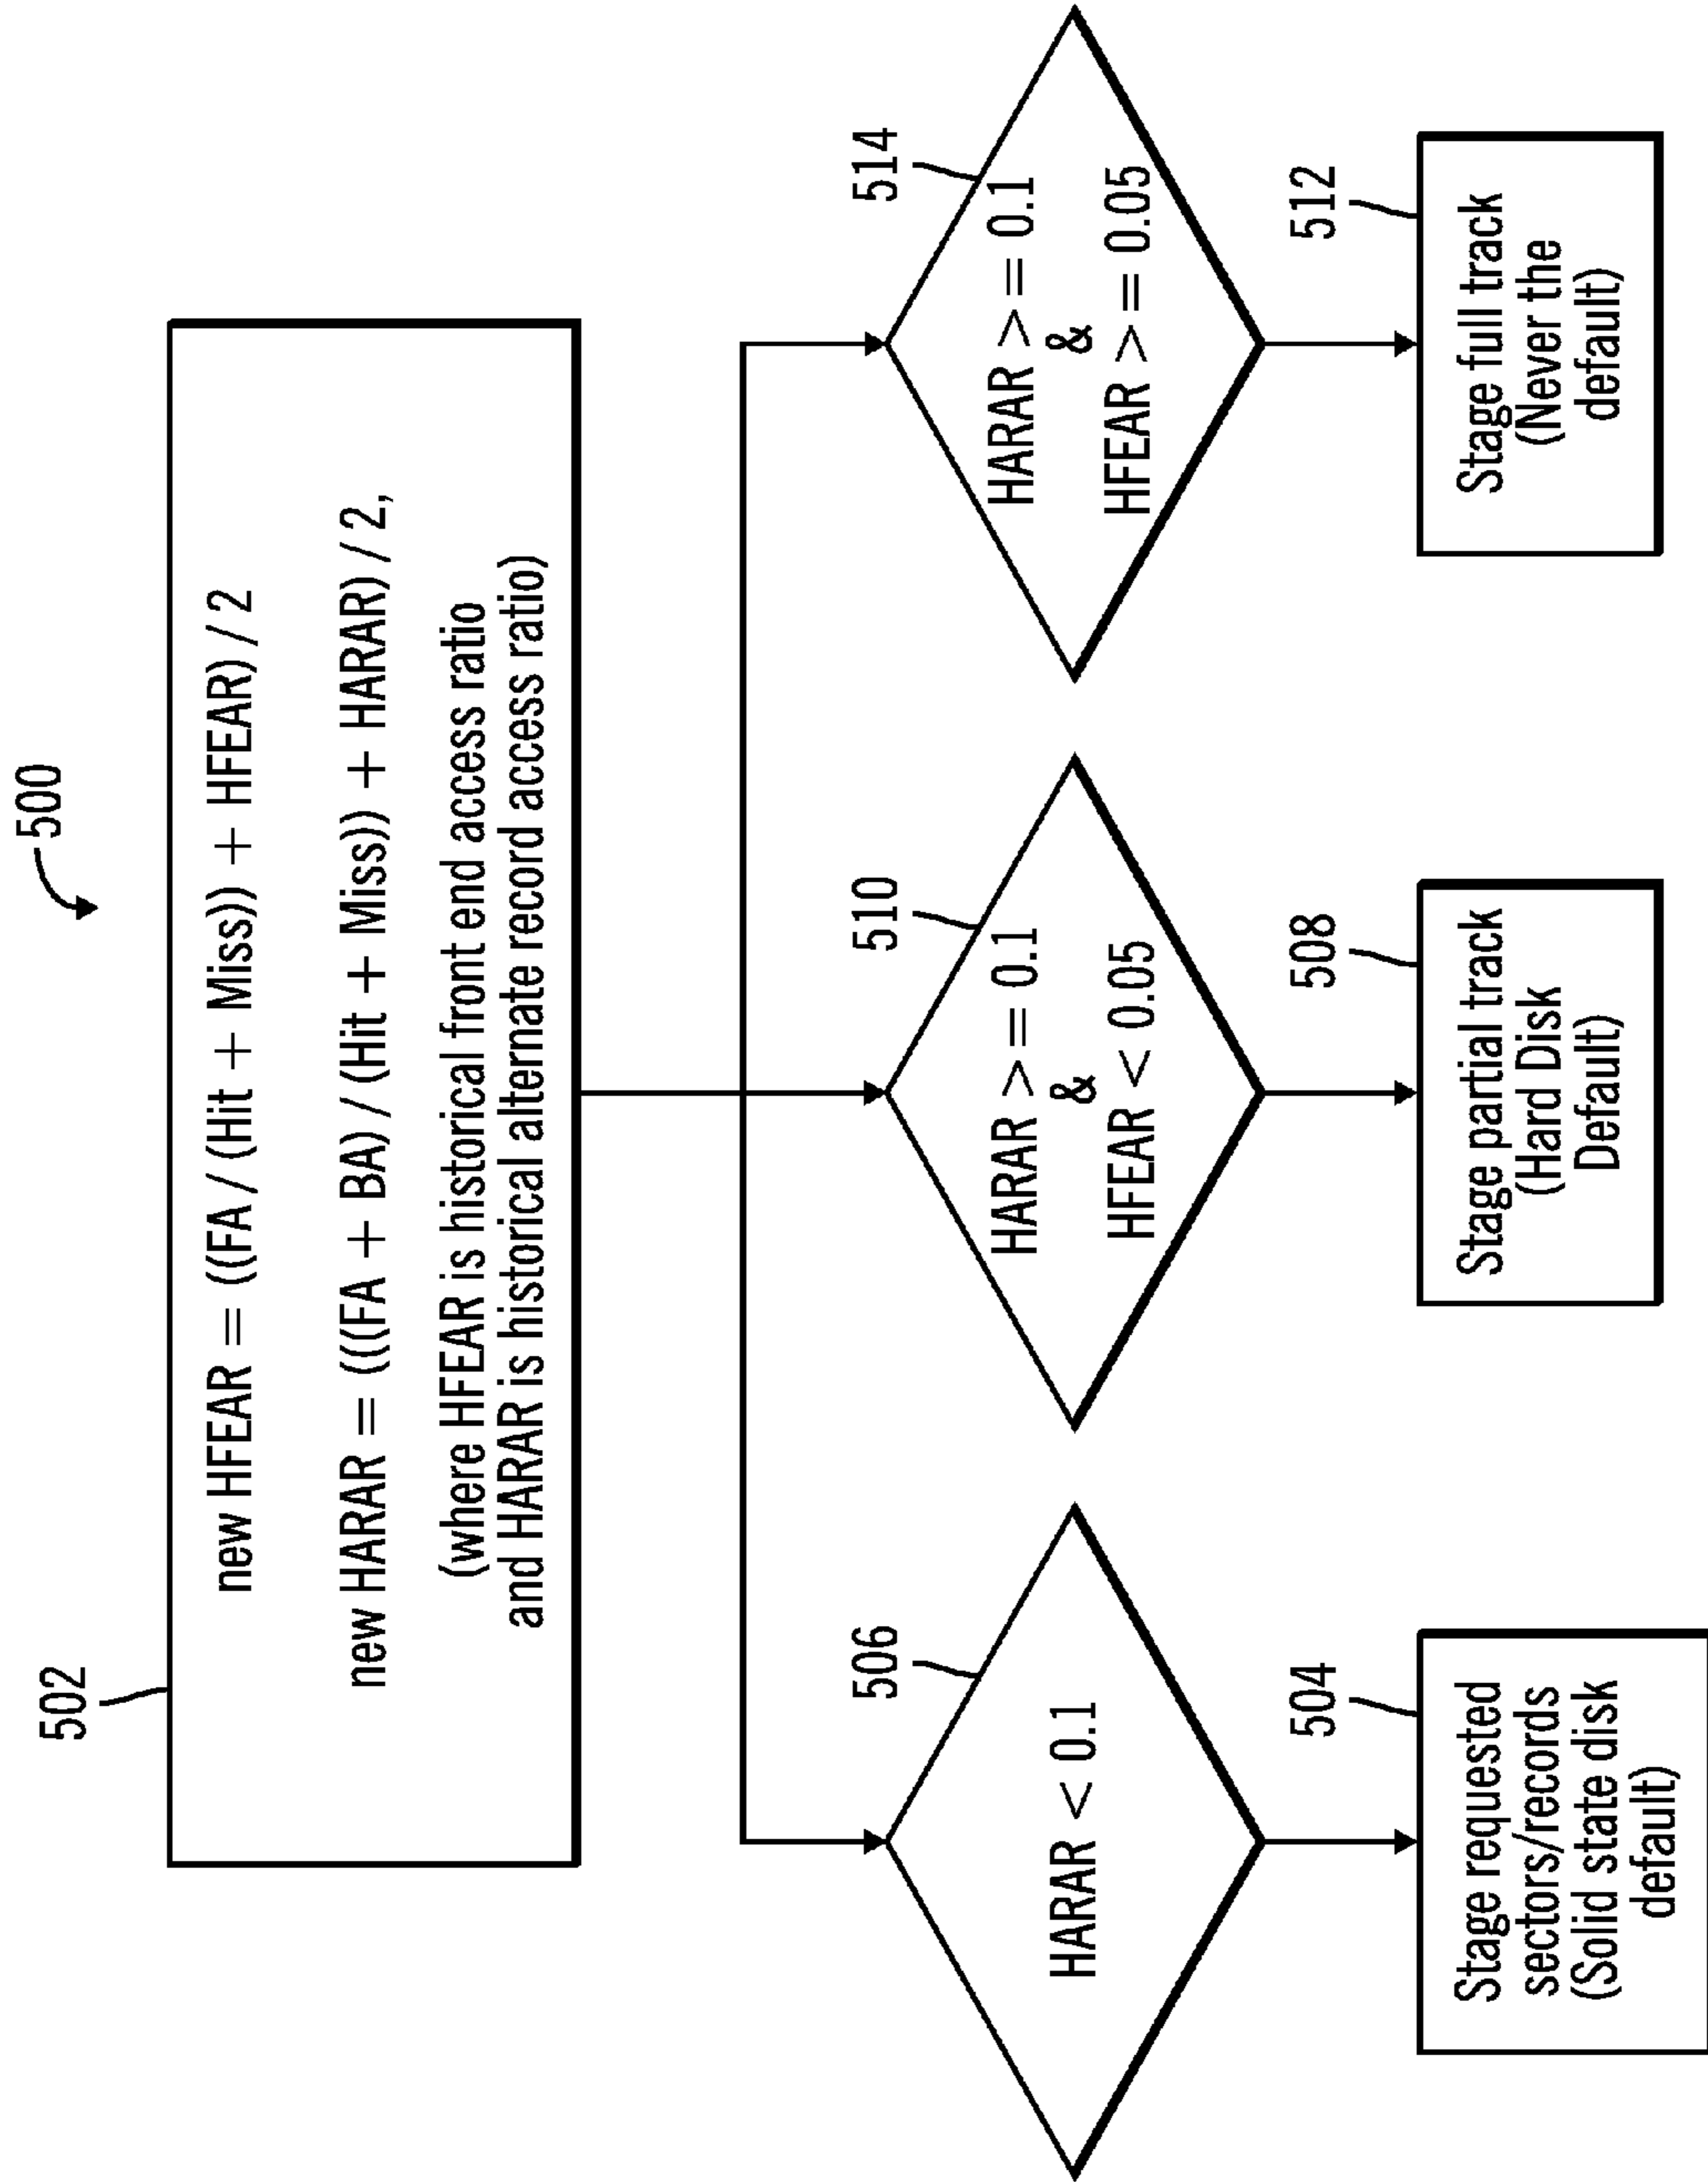 500
502
new HFEAR = ((FA / (Hit + Miss)) + HFEAR) / 2
new HARAR = (((FA + BA) / (Hit + Miss)) + HARAR) / 2,
(where HFEAR is historical front end access ratio
and HARAR is historical alternate record access ratio)
506
HARAR < 0.1
510
HARAR >= 0.1
&
HFEAR < 0.05
514
HARAR >= 0.1
&
HFEAR >= 0.05
504
Stage requested
sectors/records
(Solid state disk
default)
508
Stage partial track
(Hard Disk
Default)
512
Stage full track
(Never the
default)